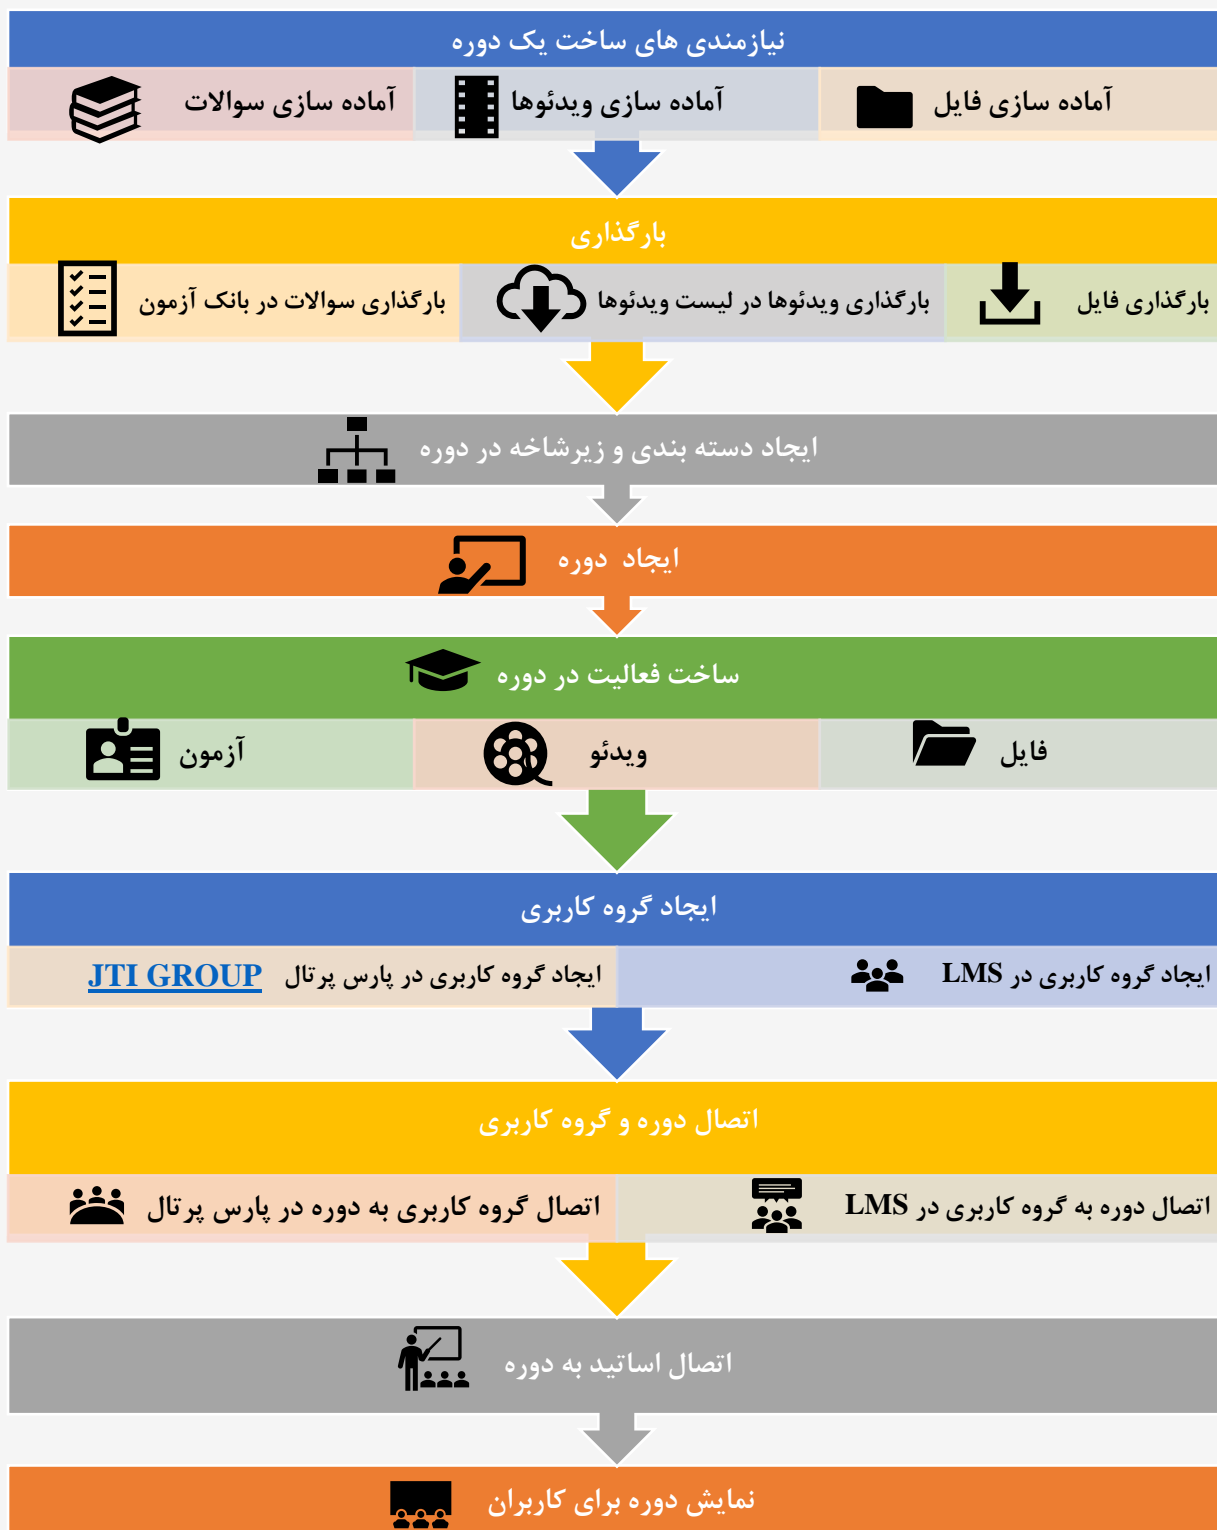 نیازمندی های ساخت یک دوره
آماده سازی فایل
آماده سازی ویدئوها
آماده سازی سوالات
بارگذاری
بارگذاری فایل
بارگذاری ویدئوها در لیست ویدئوها
بارگذاری سوالات در بانک آزمون
ایجاد دسته بندی و زیرشاخه در دوره
ایجاد دوره
ساخت فعالیت در دوره
فایل
ویدئو
آزمون
ایجاد گروه کاربری
ایجاد گروه کاربری در LMS
ایجاد گروه کاربری در پارس پرتال JTI GROUP
اتصال دوره و گروه کاربری
اتصال دوره به گروه کاربری در LMS
اتصال گروه کاربری به دوره در پارس پرتال
اتصال اساتید به دوره
نمایش دوره برای کاربران